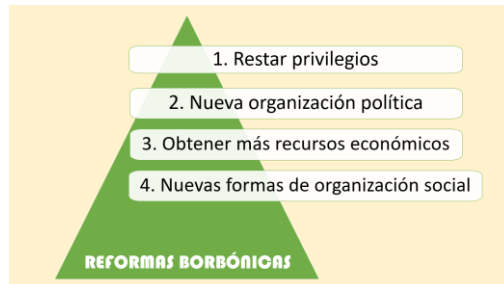 1. Restar privilegios
2. Nueva organización política
3. Obtener más recursos económicos
4. Nuevas formas de organización social
REFORMAS BORBÓNICAS